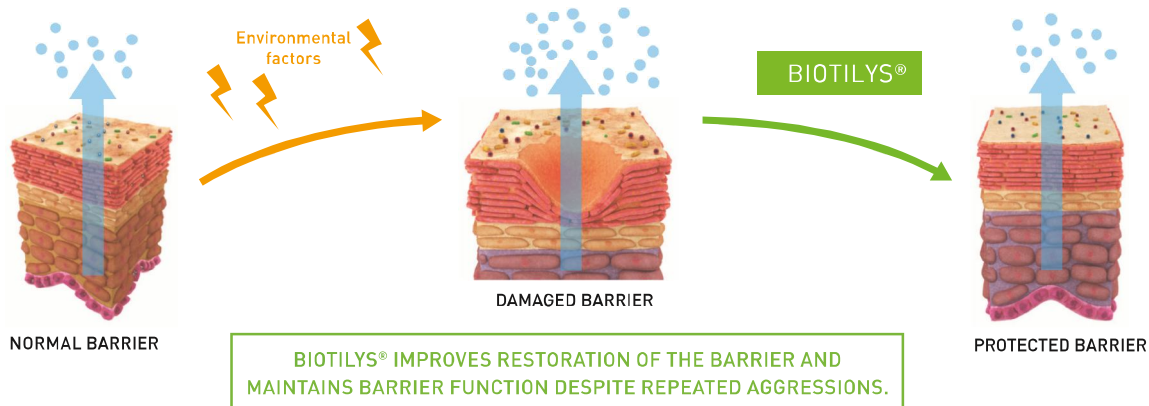 Environmental
factors
BIOTILYS®
NORMAL BARRIER
DAMAGED BARRIER
PROTECTED BARRIER
BIOTILYS® IMPROVES RESTORATION OF THE BARRIER AND
MAINTAINS BARRIER FUNCTION DESPITE REPEATED AGGRESSIONS.